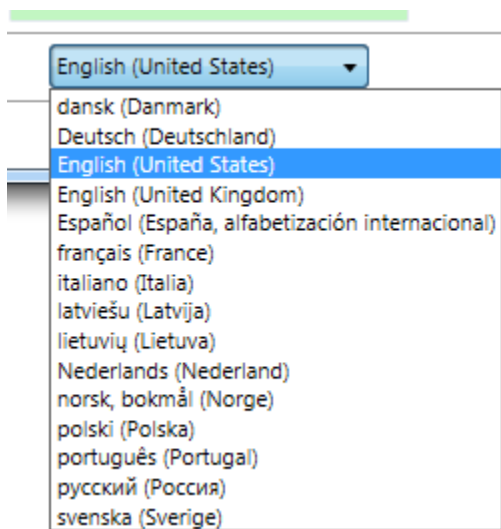 English (United States)
dansk (Danmark)
Deutsch (Deutschland)
English (United States)
English (United Kingdom)
Español (España, alfabetización internacional)
français (France)
italiano (Italia)
latviešu (Latvija)
lietuvių (Lietuva)
Nederlands (Nederland)
norsk, bokmål (Norge)
polski (Polska)
português (Portugal)
русский (Россия)
svenska (Sverige)